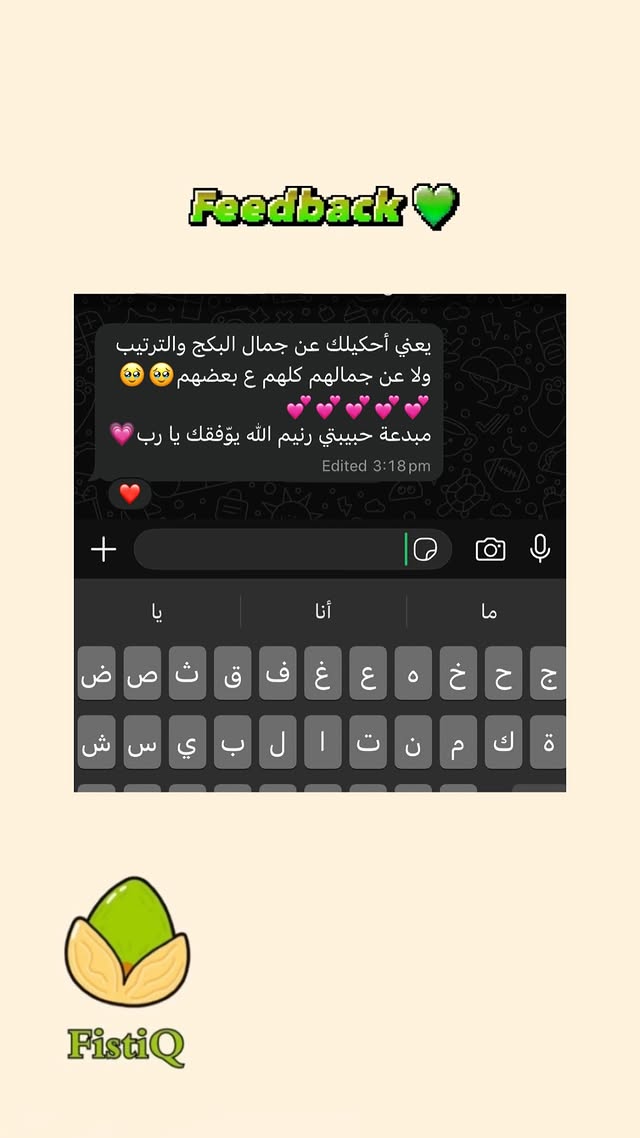 Feedback💚
يعني أحكيلك عن جمال البكج والترتيب
ولا عن جمالهم كلهم ع بعضهم🥹🥹
💕💕💕💕💕
مبدعة حبيبتي رنيم الله يوّفقك يا رب💗
Edited 3:18 pm
❤️
يا أنا ما
ض ص ث ق ف غ ع ه خ ح ج
ش س ي ب ل ا ت ن م ك ة
FistiQ